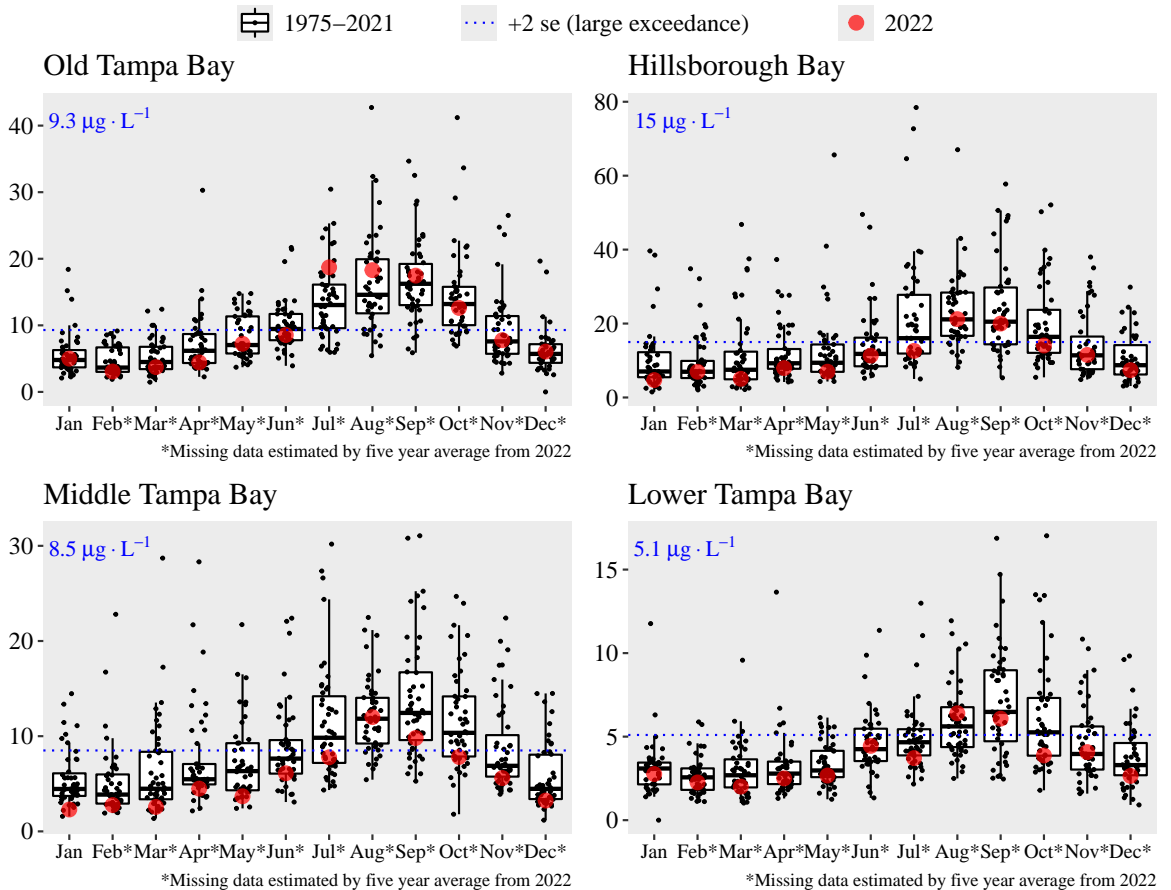 1975–2021 +2 se (large exceedance) 2022
Old Tampa Bay
9.3 μg · L⁻¹
40
30
20
10
0
Jan Feb* Mar* Apr* May* Jun* Jul* Aug* Sep* Oct* Nov* Dec*
*Missing data estimated by five year average from 2022
Hillsborough Bay
15 μg · L⁻¹
80
60
40
20
0
Jan Feb* Mar* Apr* May* Jun* Jul* Aug* Sep* Oct* Nov* Dec*
*Missing data estimated by five year average from 2022
Middle Tampa Bay
8.5 μg · L⁻¹
30
20
10
0
Jan Feb* Mar* Apr* May* Jun* Jul* Aug* Sep* Oct* Nov* Dec*
*Missing data estimated by five year average from 2022
Lower Tampa Bay
5.1 μg · L⁻¹
15
10
5
0
Jan Feb* Mar* Apr* May* Jun* Jul* Aug* Sep* Oct* Nov* Dec*
*Missing data estimated by five year average from 2022